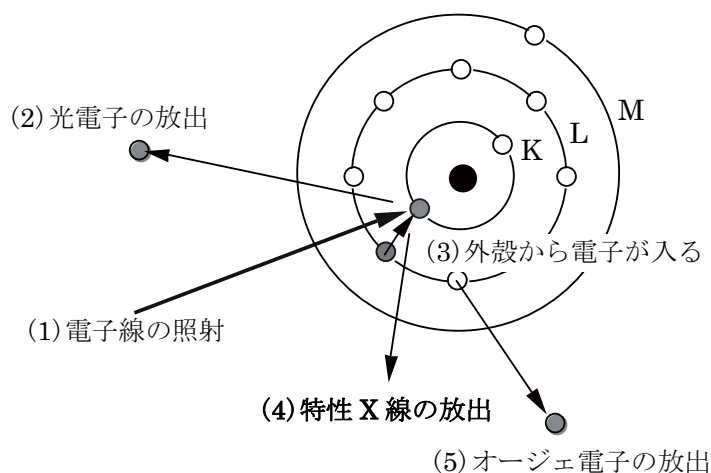 M
(2)光電子の放出
L
K
(3)外殻から電子が入る
(1)電子線の照射
(4)特性 X 線の放出
(5)オージェ電子の放出